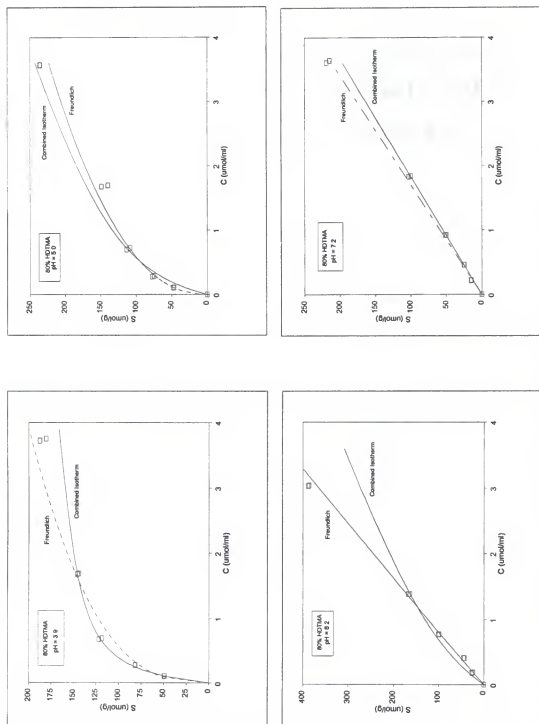 80% HDTMA
pH = 5.0
Combined Isotherm
Freundlich
250
200
150
100
50
0
S (umol/g)
0
1
2
3
4
C (umol/ml)
80% HDTMA
pH = 7.2
Freundlich
Combined Isotherm
250
200
150
100
50
0
S (umol/g)
0
1
2
3
4
C (umol/ml)
80% HDTMA
pH = 3.9
Freundlich
Combined Isotherm
200
175
150
125
100
75
50
25
0
S (umol/g)
0
1
2
3
4
C (umol/ml)
80% HDTMA
pH = 8.2
Freundlich
Combined Isotherm
400
300
200
100
0
S (umol/g)
0
1
2
3
4
C (umol/ml)